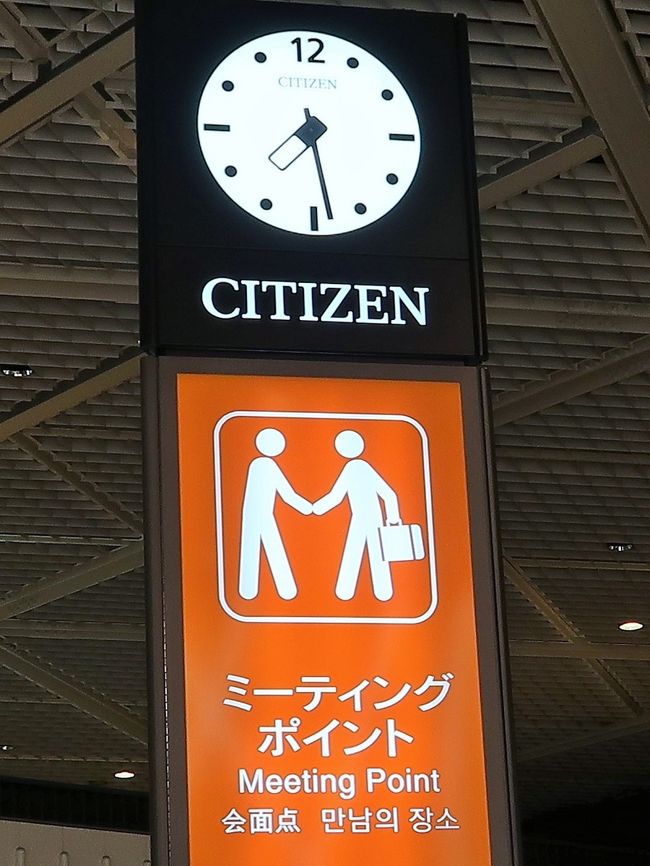 12
CITIZEN
CITIZEN
ミーティング
ポイント
Meeting Point
会面点 만남의 장소